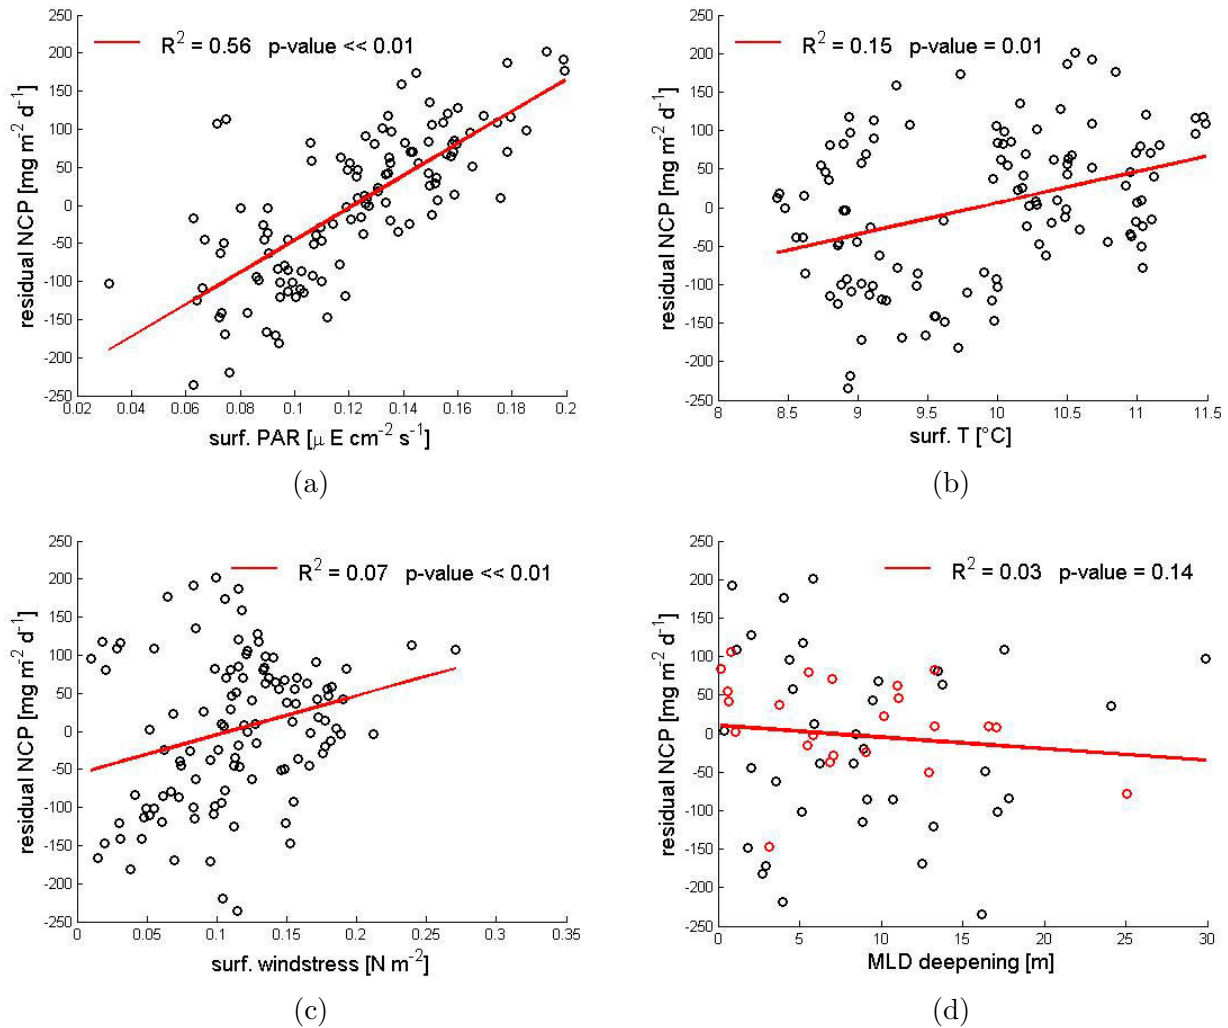 250
200
150
100
50
0
-50
-100
-150
-200
-250
residual NCP [mg m⁻² d⁻¹]
R² = 0.56 p-value << 0.01
0.02 0.04 0.06 0.08 0.1 0.12 0.14 0.16 0.18 0.2
surf. PAR [μ E cm⁻² s⁻¹]
(a)
250
200
150
100
50
0
-50
-100
-150
-200
-250
residual NCP [mg m⁻² d⁻¹]
R² = 0.15 p-value = 0.01
8 8.5 9 9.5 10 10.5 11 11.5
surf. T [°C]
(b)
250
200
150
100
50
0
-50
-100
-150
-200
-250
residual NCP [mg m⁻² d⁻¹]
R² = 0.07 p-value << 0.01
0 0.05 0.1 0.15 0.2 0.25 0.3 0.35
surf. windstress [N m⁻²]
(c)
250
200
150
100
50
0
-50
-100
-150
-200
-250
residual NCP [mg m⁻² d⁻¹]
R² = 0.03 p-value = 0.14
0 5 10 15 20 25 30
MLD deepening [m]
(d)